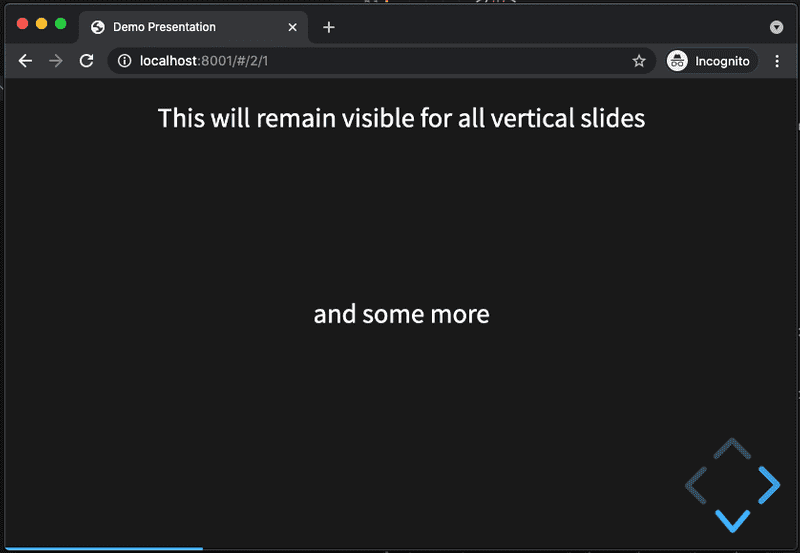 Demo Presentation
localhost:8001/#/2/1
Incognito
This will remain visible for all vertical slides
and some more